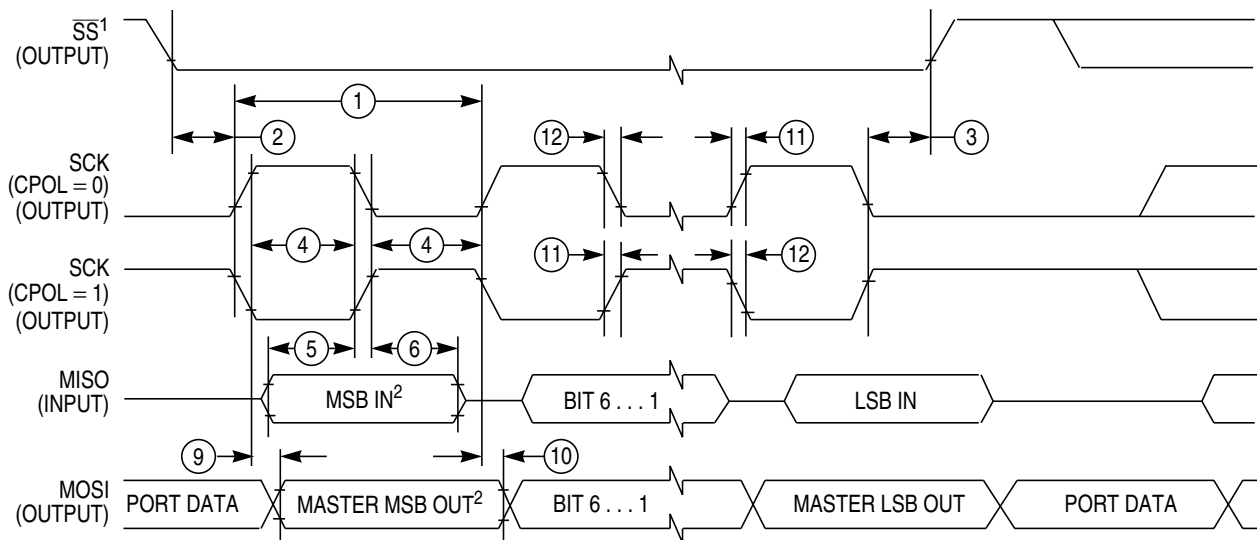 SS¹
(OUTPUT)
1
2
12
11
3
SCK
(CPOL = 0)
(OUTPUT)
4
4
SCK
(CPOL = 1)
(OUTPUT)
11
12
5
6
MISO
(INPUT)
MSB IN²
BIT 6 . . . 1
LSB IN
9
10
MOSI
(OUTPUT)
PORT DATA
MASTER MSB OUT²
BIT 6 . . . 1
MASTER LSB OUT
PORT DATA